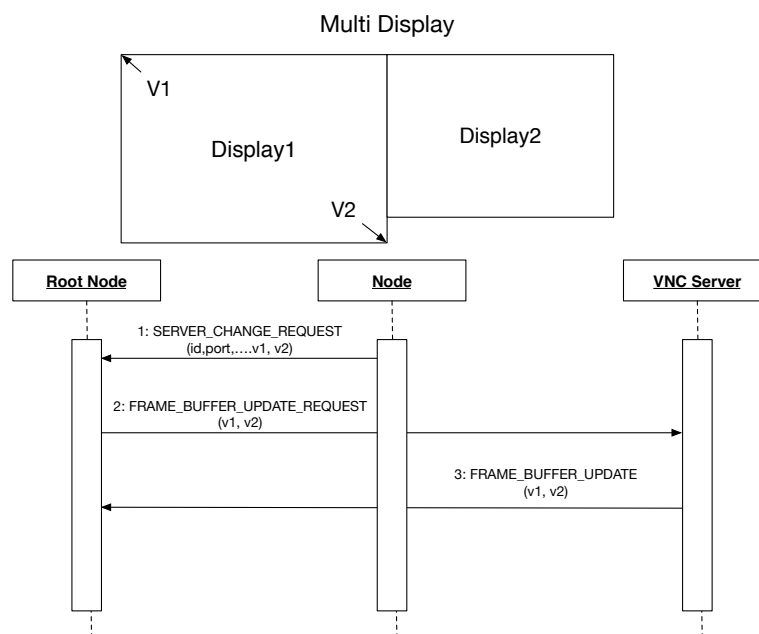 Multi Display
V1
Display1
Display2
V2
Root Node
Node
VNC Server
1: SERVER_CHANGE_REQUEST
(id,port,....v1, v2)
2: FRAME_BUFFER_UPDATE_REQUEST
(v1, v2)
3: FRAME_BUFFER_UPDATE
(v1, v2)